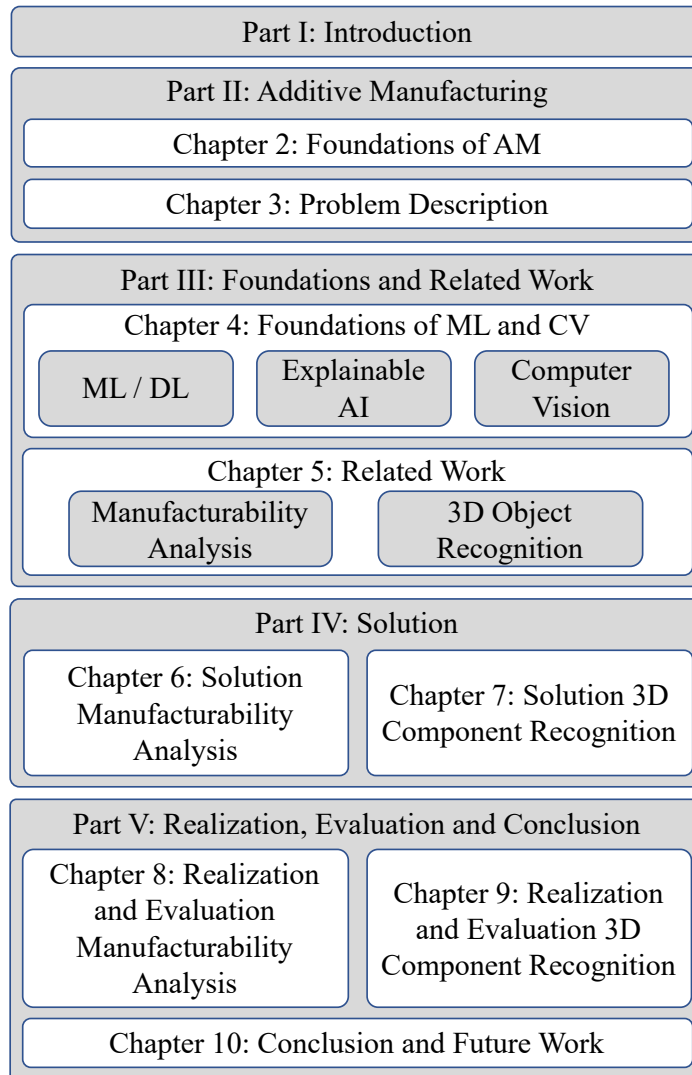 Part I: Introduction
Part II: Additive Manufacturing
Chapter 2: Foundations of AM
Chapter 3: Problem Description
Part III: Foundations and Related Work
Chapter 4: Foundations of ML and CV
ML / DL
Explainable
AI
Computer
Vision
Chapter 5: Related Work
Manufacturability
Analysis
3D Object
Recognition
Part IV: Solution
Chapter 6: Solution
Manufacturability
Analysis
Chapter 7: Solution 3D
Component Recognition
Part V: Realization, Evaluation and Conclusion
Chapter 8: Realization
and Evaluation
Manufacturability
Analysis
Chapter 9: Realization
and Evaluation 3D
Component Recognition
Chapter 10: Conclusion and Future Work